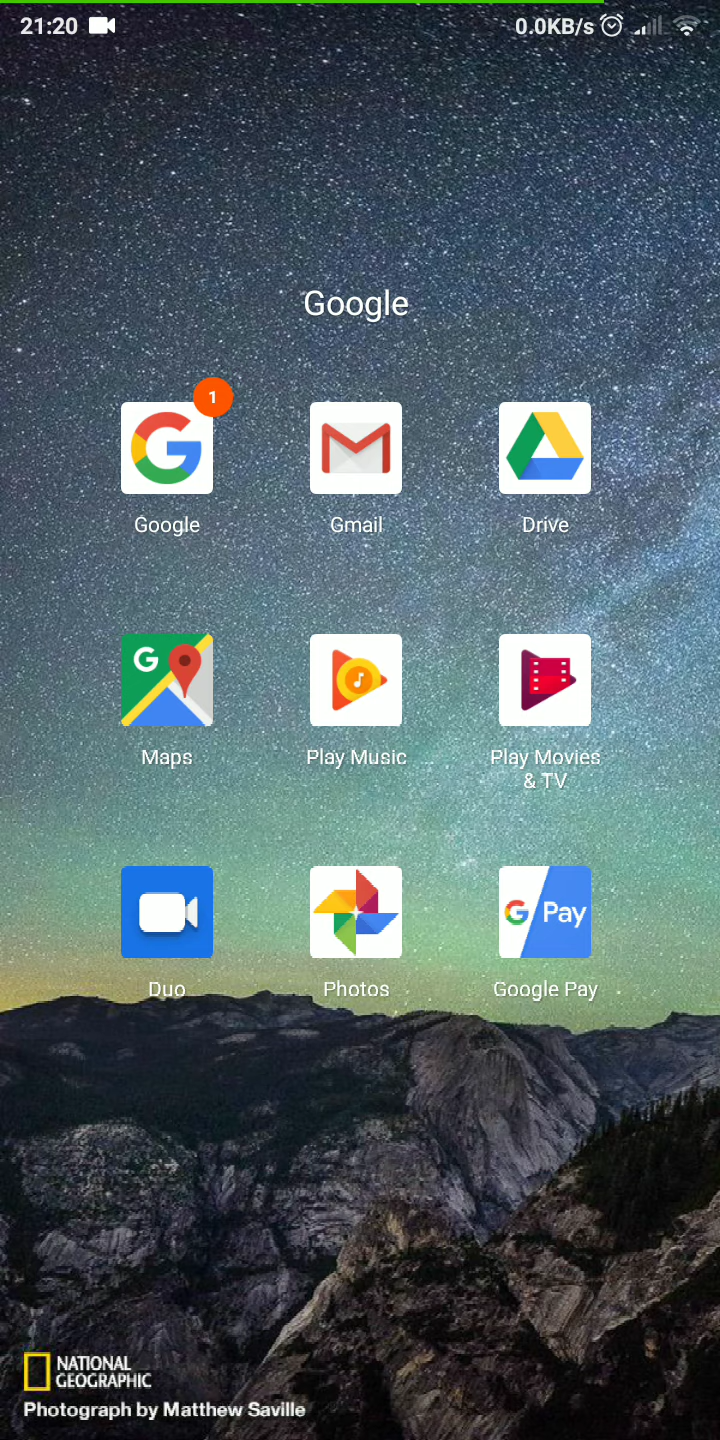 21:20
0.0KB/s
Google
1
Google
Gmail
Drive
G
Maps
Play Music
Play Movies
& TV
G Pay
Duo
Photos
Google Pay
NATIONAL
GEOGRAPHIC
Photograph by Matthew Saville